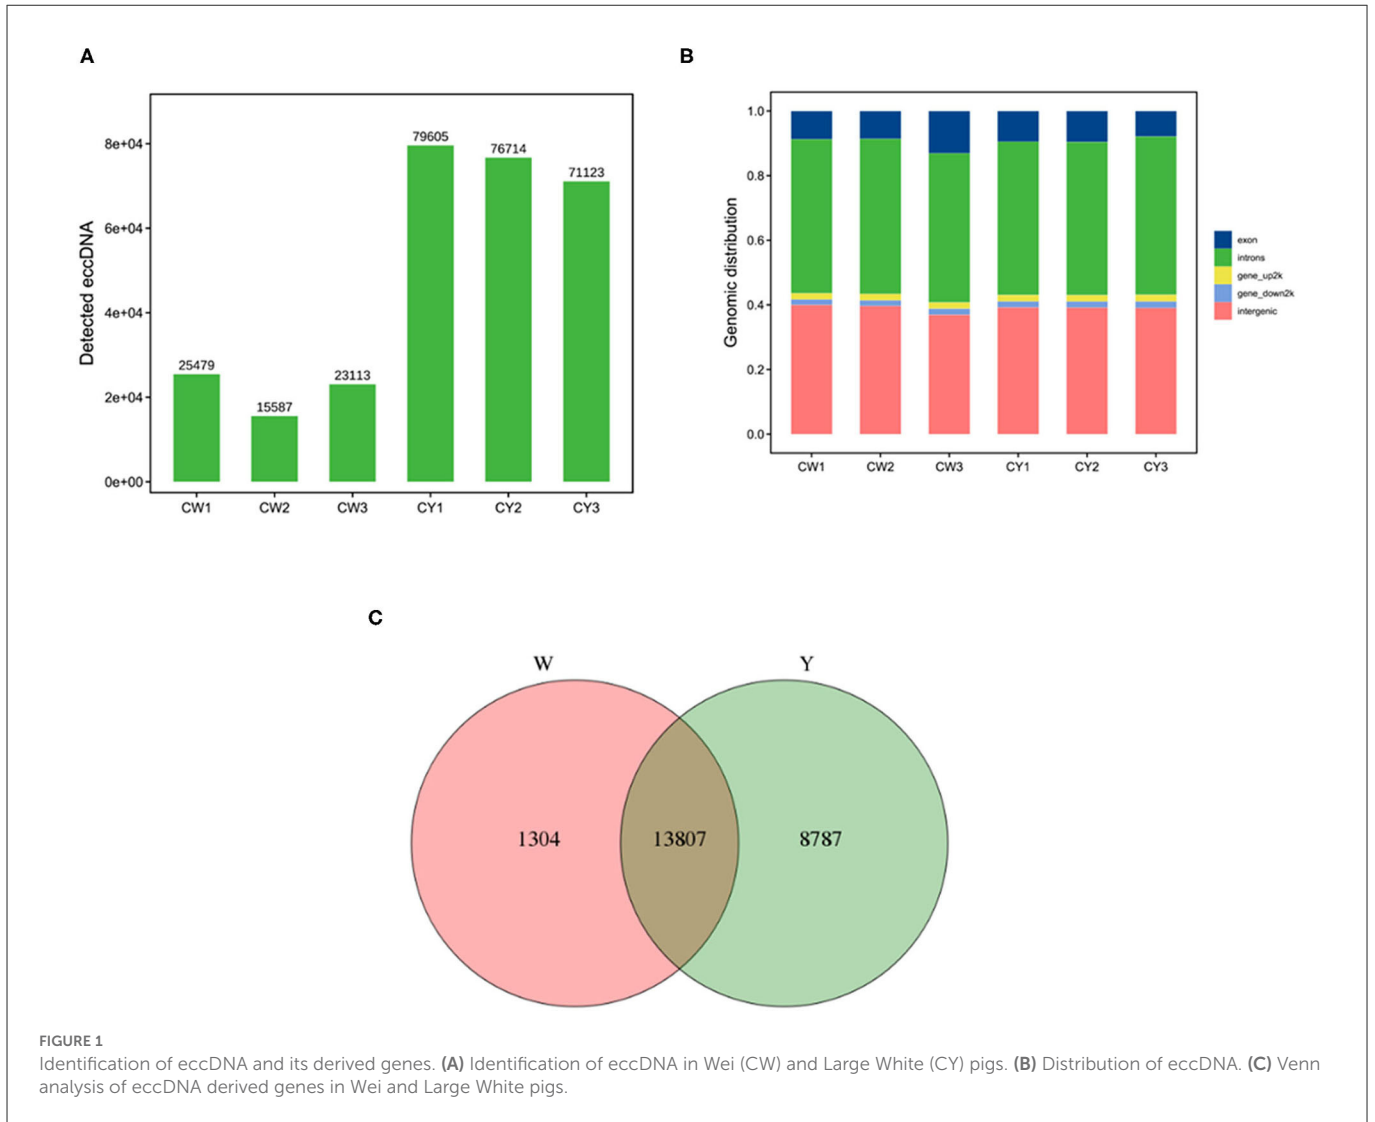 A
Detected eccDNA
8e+04
6e+04
4e+04
2e+04
0e+00
25479
15587
23113
79605
76714
71123
CW1 CW2 CW3 CY1 CY2 CY3
B
Genomic distribution
1.0
0.8
0.6
0.4
0.2
0.0
CW1 CW2 CW3 CY1 CY2 CY3
exon
introns
gene_up2k
gene_down2k
intergenic
C
W Y
1304 13807 8787
FIGURE 1
Identification of eccDNA and its derived genes. (A) Identification of eccDNA in Wei (CW) and Large White (CY) pigs. (B) Distribution of eccDNA. (C) Venn
analysis of eccDNA derived genes in Wei and Large White pigs.